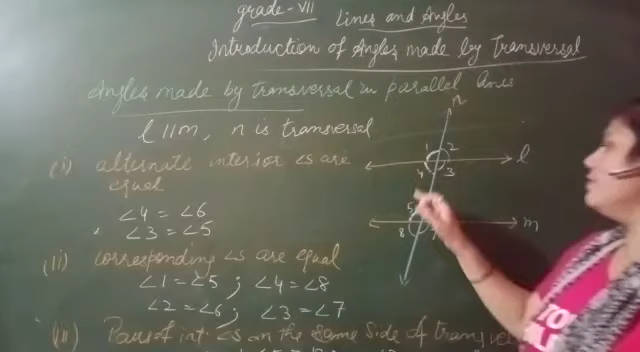 grade-VII Lines and Angles
Introduction of Angles made by Transversal
Angles made by transversal in parallel lines
l || m, n is transversal
(i) alternate interior ∠s are
equal
∠4 = ∠6
∠3 = ∠5
(ii) corresponding ∠s are equal
∠1 = ∠5 ; ∠4 = ∠8
∠2 = ∠6 ; ∠3 = ∠7
(iii) Pairs of int. ∠s on the same side of
n
1 2
l
4 3
5
m
8